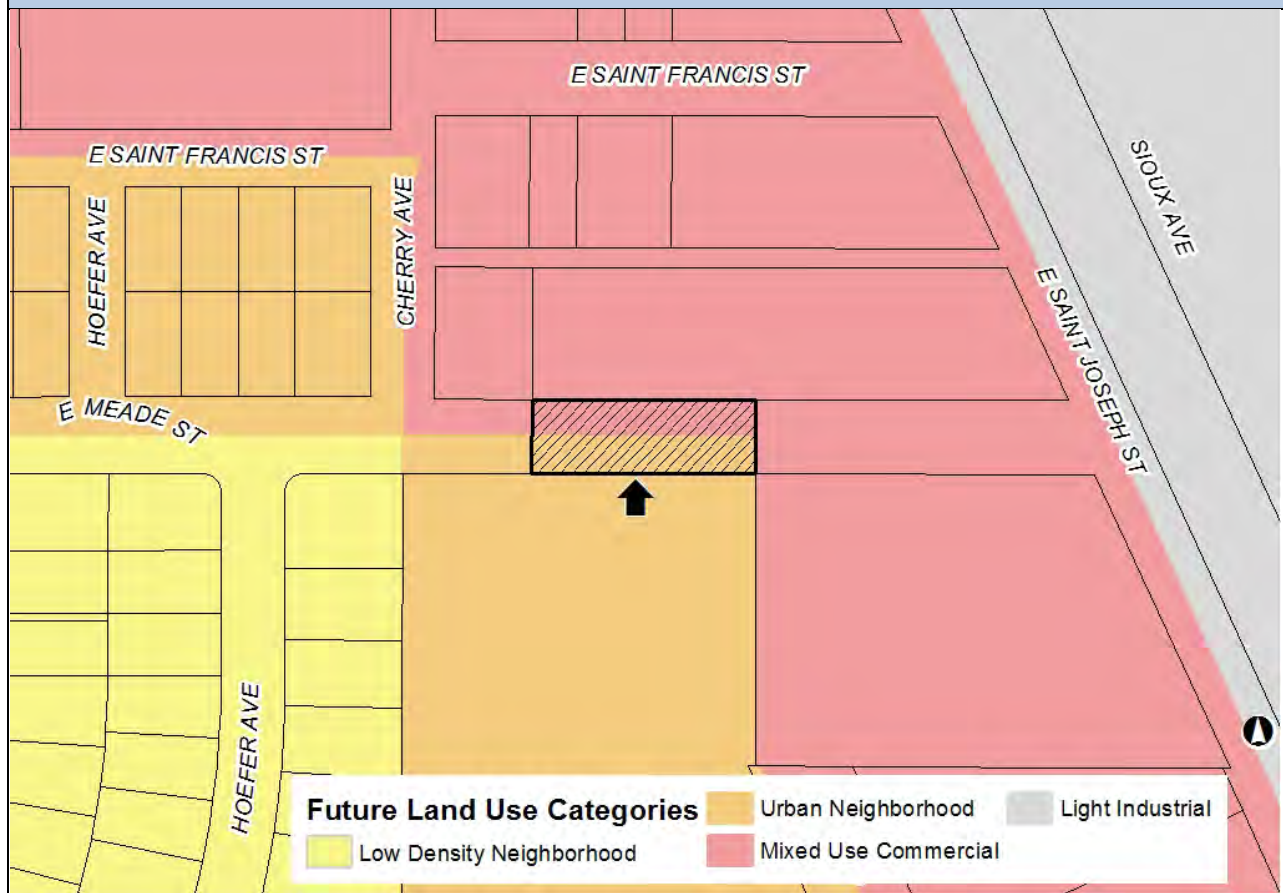 E SAINT FRANCIS ST
E SAINT FRANCIS ST
SIOUX AVE
HOEFER AVE
CHERRY AVE
E SAINT JOSEPH ST
E MEADE ST
HOEFER AVE
Future Land Use Categories
Urban Neighborhood
Light Industrial
Low Density Neighborhood
Mixed Use Commercial